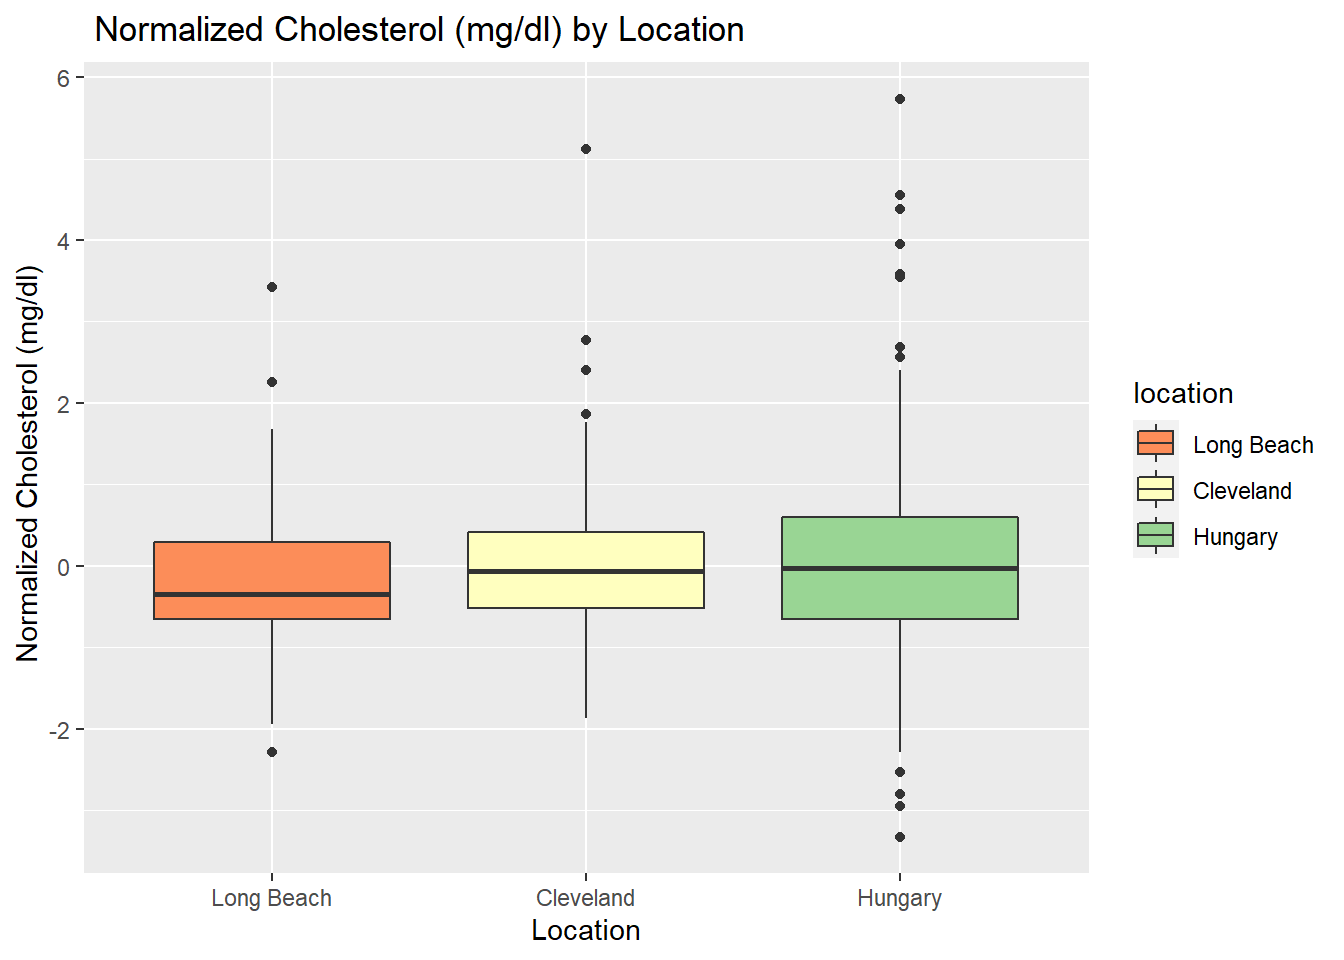 Normalized Cholesterol (mg/dl) by Location
Normalized Cholesterol (mg/dl)
6
4
2
0
-2
Long Beach
Cleveland
Hungary
Location
location
Long Beach
Cleveland
Hungary